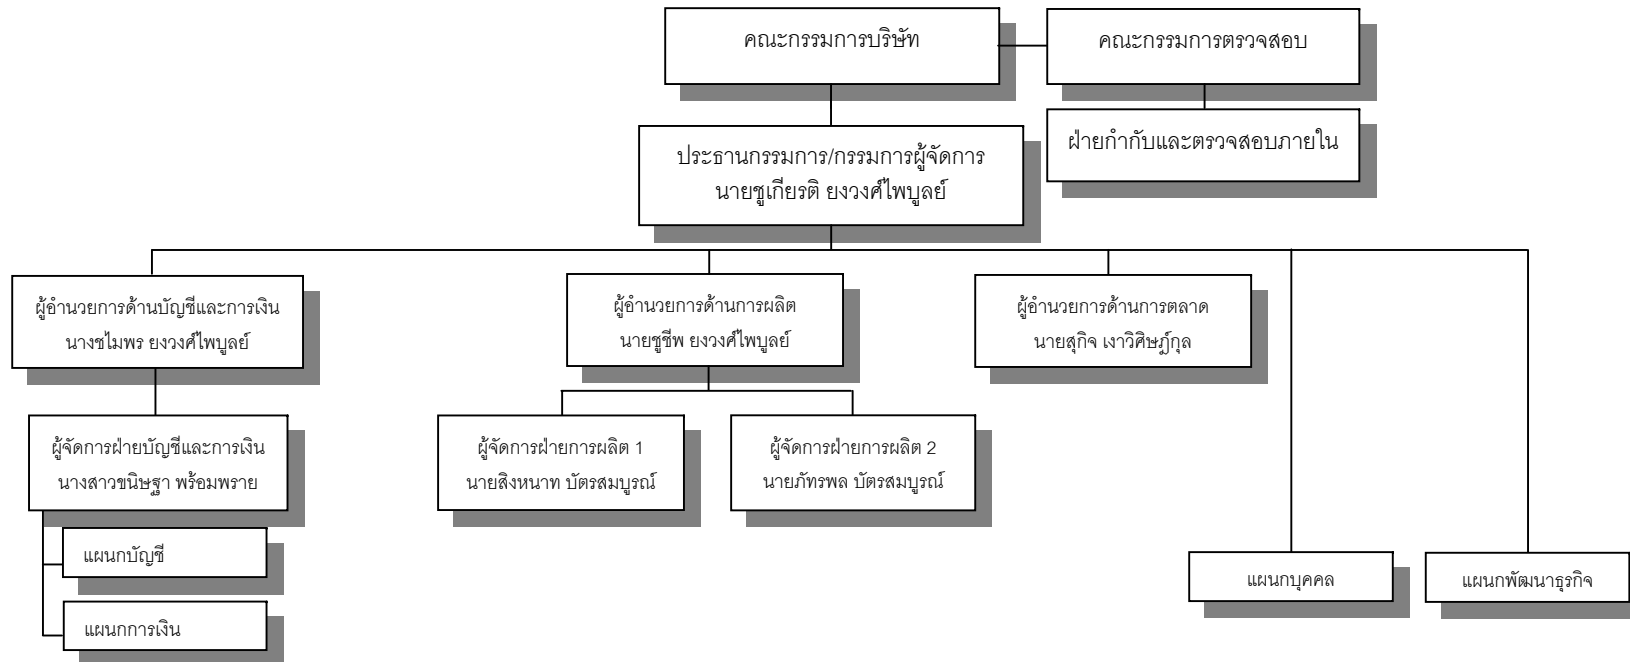 คณะกรรมการบริษัท
คณะกรรมการตรวจสอบ
ฝ่ายกำกับและตรวจสอบภายใน
ประธานกรรมการ/กรรมการผู้จัดการ
นายชูเกียรติ ยงวงศ์ไพบูลย์
ผู้อำนวยการด้านบัญชีและการเงิน
นางชไมพร ยงวงศ์ไพบูลย์
ผู้อำนวยการด้านการผลิต
นายชูชีพ ยงวงศ์ไพบูลย์
ผู้อำนวยการด้านการตลาด
นายสุกิจ เงาวิศิษฎ์กุล
ผู้จัดการฝ่ายบัญชีและการเงิน
นางสาวขนิษฐา พร้อมพราย
ผู้จัดการฝ่ายการผลิต 1
นายสิงหนาท บัตรสมบูรณ์
ผู้จัดการฝ่ายการผลิต 2
นายภัทรพล บัตรสมบูรณ์
แผนกบัญชี
แผนกการเงิน
แผนกบุคคล
แผนกพัฒนาธุรกิจ